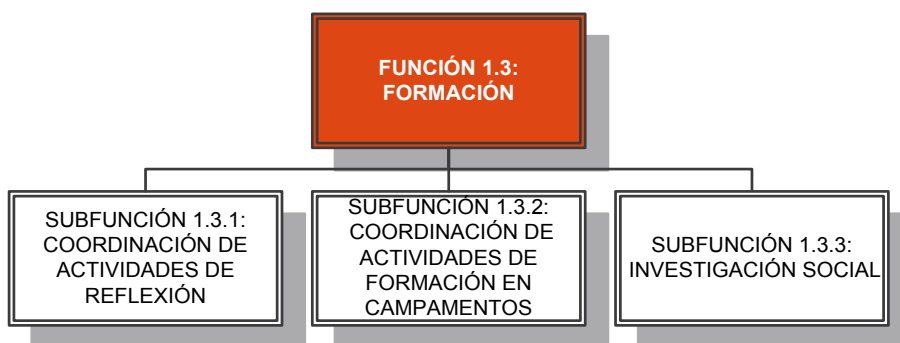 FUNCIÓN 1.3:
FORMACIÓN
SUBFUNCIÓN 1.3.1:
COORDINACIÓN DE
ACTIVIDADES DE
REFLEXIÓN
SUBFUNCIÓN 1.3.2:
COORDINACIÓN DE
ACTIVIDADES DE
FORMACIÓN EN
CAMPAMENTOS
SUBFUNCIÓN 1.3.3:
INVESTIGACIÓN SOCIAL